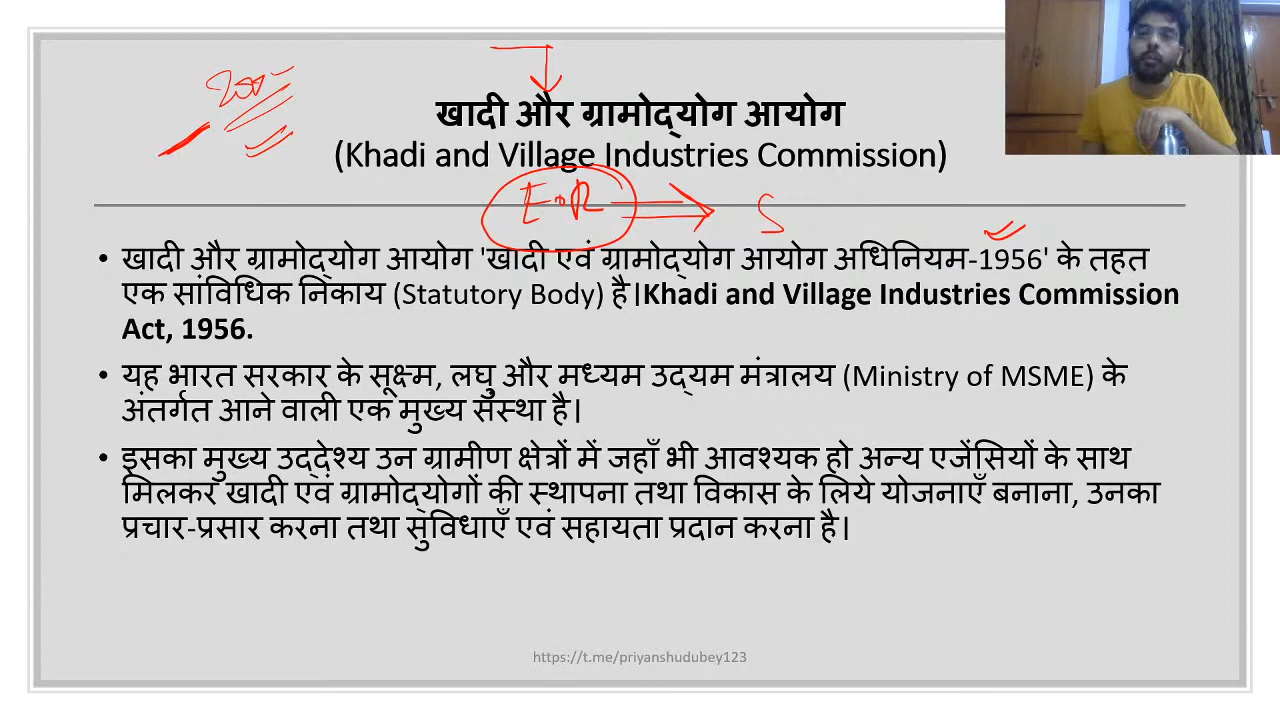 खादी और ग्रामोद्योग आयोग
(Khadi and Village Industries Commission)
• खादी और ग्रामोद्योग आयोग 'खादी एवं ग्रामोद्योग आयोग अधिनियम-1956' के तहत
एक सांविधिक निकाय (Statutory Body) है।Khadi and Village Industries Commission
Act, 1956.
• यह भारत सरकार के सूक्ष्म, लघु और मध्यम उद्यम मंत्रालय (Ministry of MSME) के
अंतर्गत आने वाली एक मुख्य संस्था है।
• इसका मुख्य उद्देश्य उन ग्रामीण क्षेत्रों में जहाँ भी आवश्यक हो अन्य एजेंसियों के साथ
मिलकर खादी एवं ग्रामोद्योगों की स्थापना तथा विकास के लिये योजनाएँ बनाना, उनका
प्रचार-प्रसार करना तथा सुविधाएँ एवं सहायता प्रदान करना है।
https://t.me/priyanshudubey123